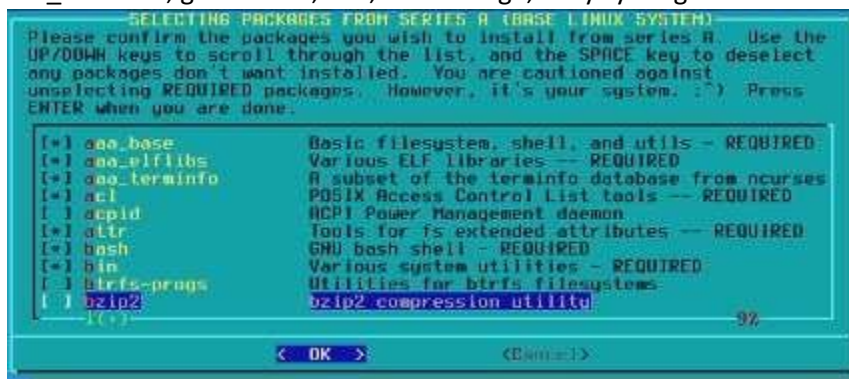 SELECTING PACKAGES FROM SERIES A (BASE LINUX SYSTEM)
Please confirm the packages you wish to install from series A. Use the
UP/DOWN keys to scroll through the list, and the SPACE key to deselect
any packages don't want installed. You are cautioned against
unselecting REQUIRED packages. However, it's your system. :^) Press
ENTER when you are done.
[*] aaa_base Basic filesystem, shell, and utils - REQUIRED
[*] aaa_elflibs Various ELF libraries -- REQUIRED
[*] aaa_terminfo A subset of the terminfo database from ncurses
[*] acl POSIX Access Control List tools -- REQUIRED
[ ] acpid ACPI Power Management daemon
[*] attr Tools for fs extended attributes -- REQUIRED
[*] bash GNU bash shell - REQUIRED
[*] bin Various system utilities - REQUIRED
[ ] btrfs-progs Utilities for btrfs filesystems
[ ] bzip2 bzip2 compression utility
(+) 9%
< OK > <Cancel>